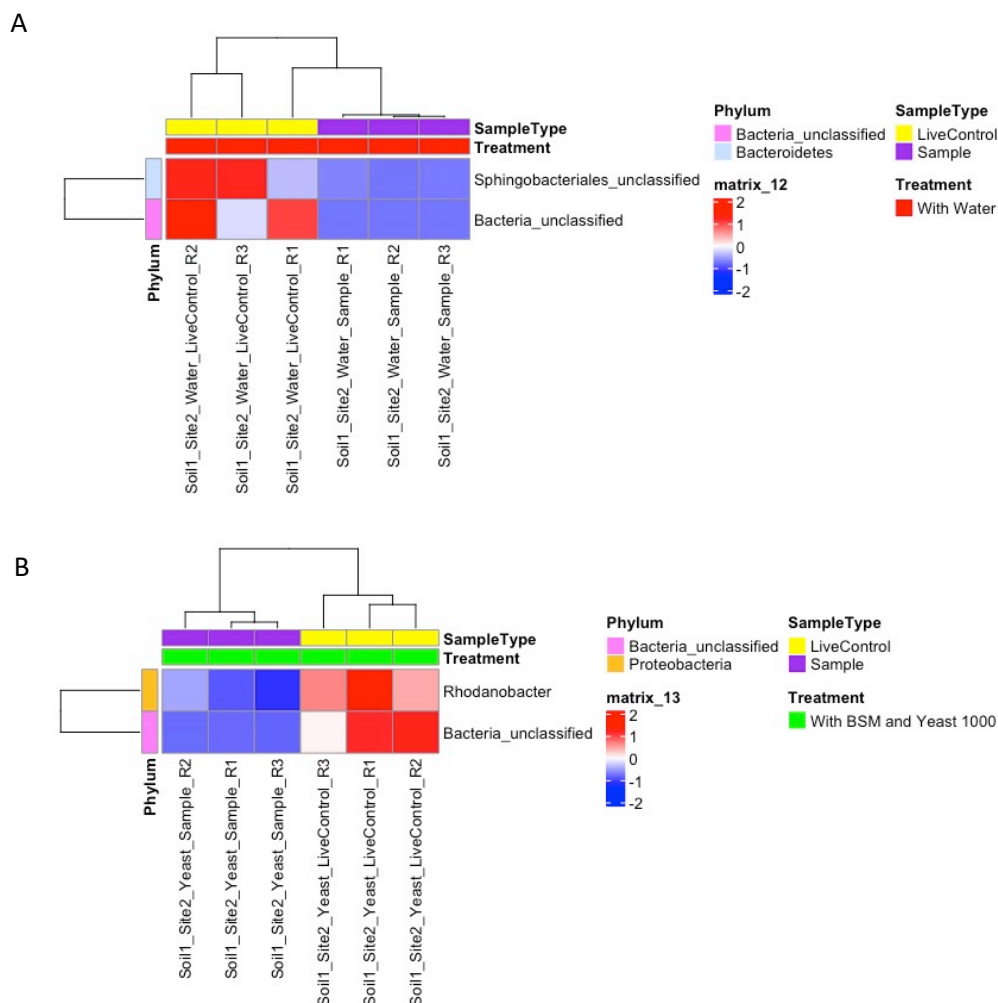 A
SampleType
Treatment
Sphingobacteriales_unclassified
Bacteria_unclassified
Phylum
Soil1_Site2_Water_LiveControl_R2
Soil1_Site2_Water_LiveControl_R3
Soil1_Site2_Water_LiveControl_R1
Soil1_Site2_Water_Sample_R1
Soil1_Site2_Water_Sample_R2
Soil1_Site2_Water_Sample_R3
Phylum
Bacteria_unclassified
Bacteroidetes
matrix_12
2
1
0
-1
-2
SampleType
LiveControl
Sample
Treatment
With Water
B
SampleType
Treatment
Rhodanobacter
Bacteria_unclassified
Phylum
Soil1_Site2_Yeast_Sample_R2
Soil1_Site2_Yeast_Sample_R1
Soil1_Site2_Yeast_Sample_R3
Soil1_Site2_Yeast_LiveControl_R3
Soil1_Site2_Yeast_LiveControl_R1
Soil1_Site2_Yeast_LiveControl_R2
Phylum
Bacteria_unclassified
Proteobacteria
matrix_13
2
1
0
-1
-2
SampleType
LiveControl
Sample
Treatment
With BSM and Yeast 1000